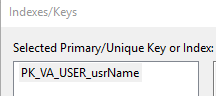 Indexes/Keys
Selected Primary/Unique Key or Index:
PK_VA_USER_usrName